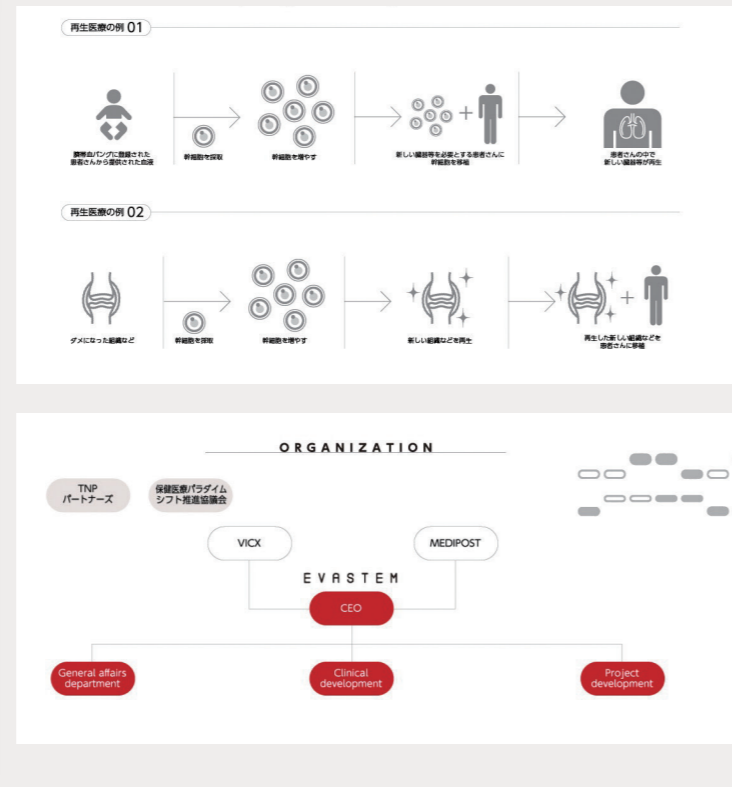 再生医療の例 01
臍帯血バンクに登録された
患者さんから提供された血液
幹細胞を採取
幹細胞を増やす
新しい臓器等を必要とする患者さんに
幹細胞を移植
患者さんの中で
新しい臓器等が再生
再生医療の例 02
ダメになった組織など
幹細胞を採取
幹細胞を増やす
新しい組織などを再生
再生した新しい組織などを
患者さんに移植
ORGANIZATION
TNP
パートナーズ
保健医療パラダイム
シフト推進協議会
VICX
MEDIPOST
EVASTEM
CEO
General affairs
department
Clinical
development
Project
development